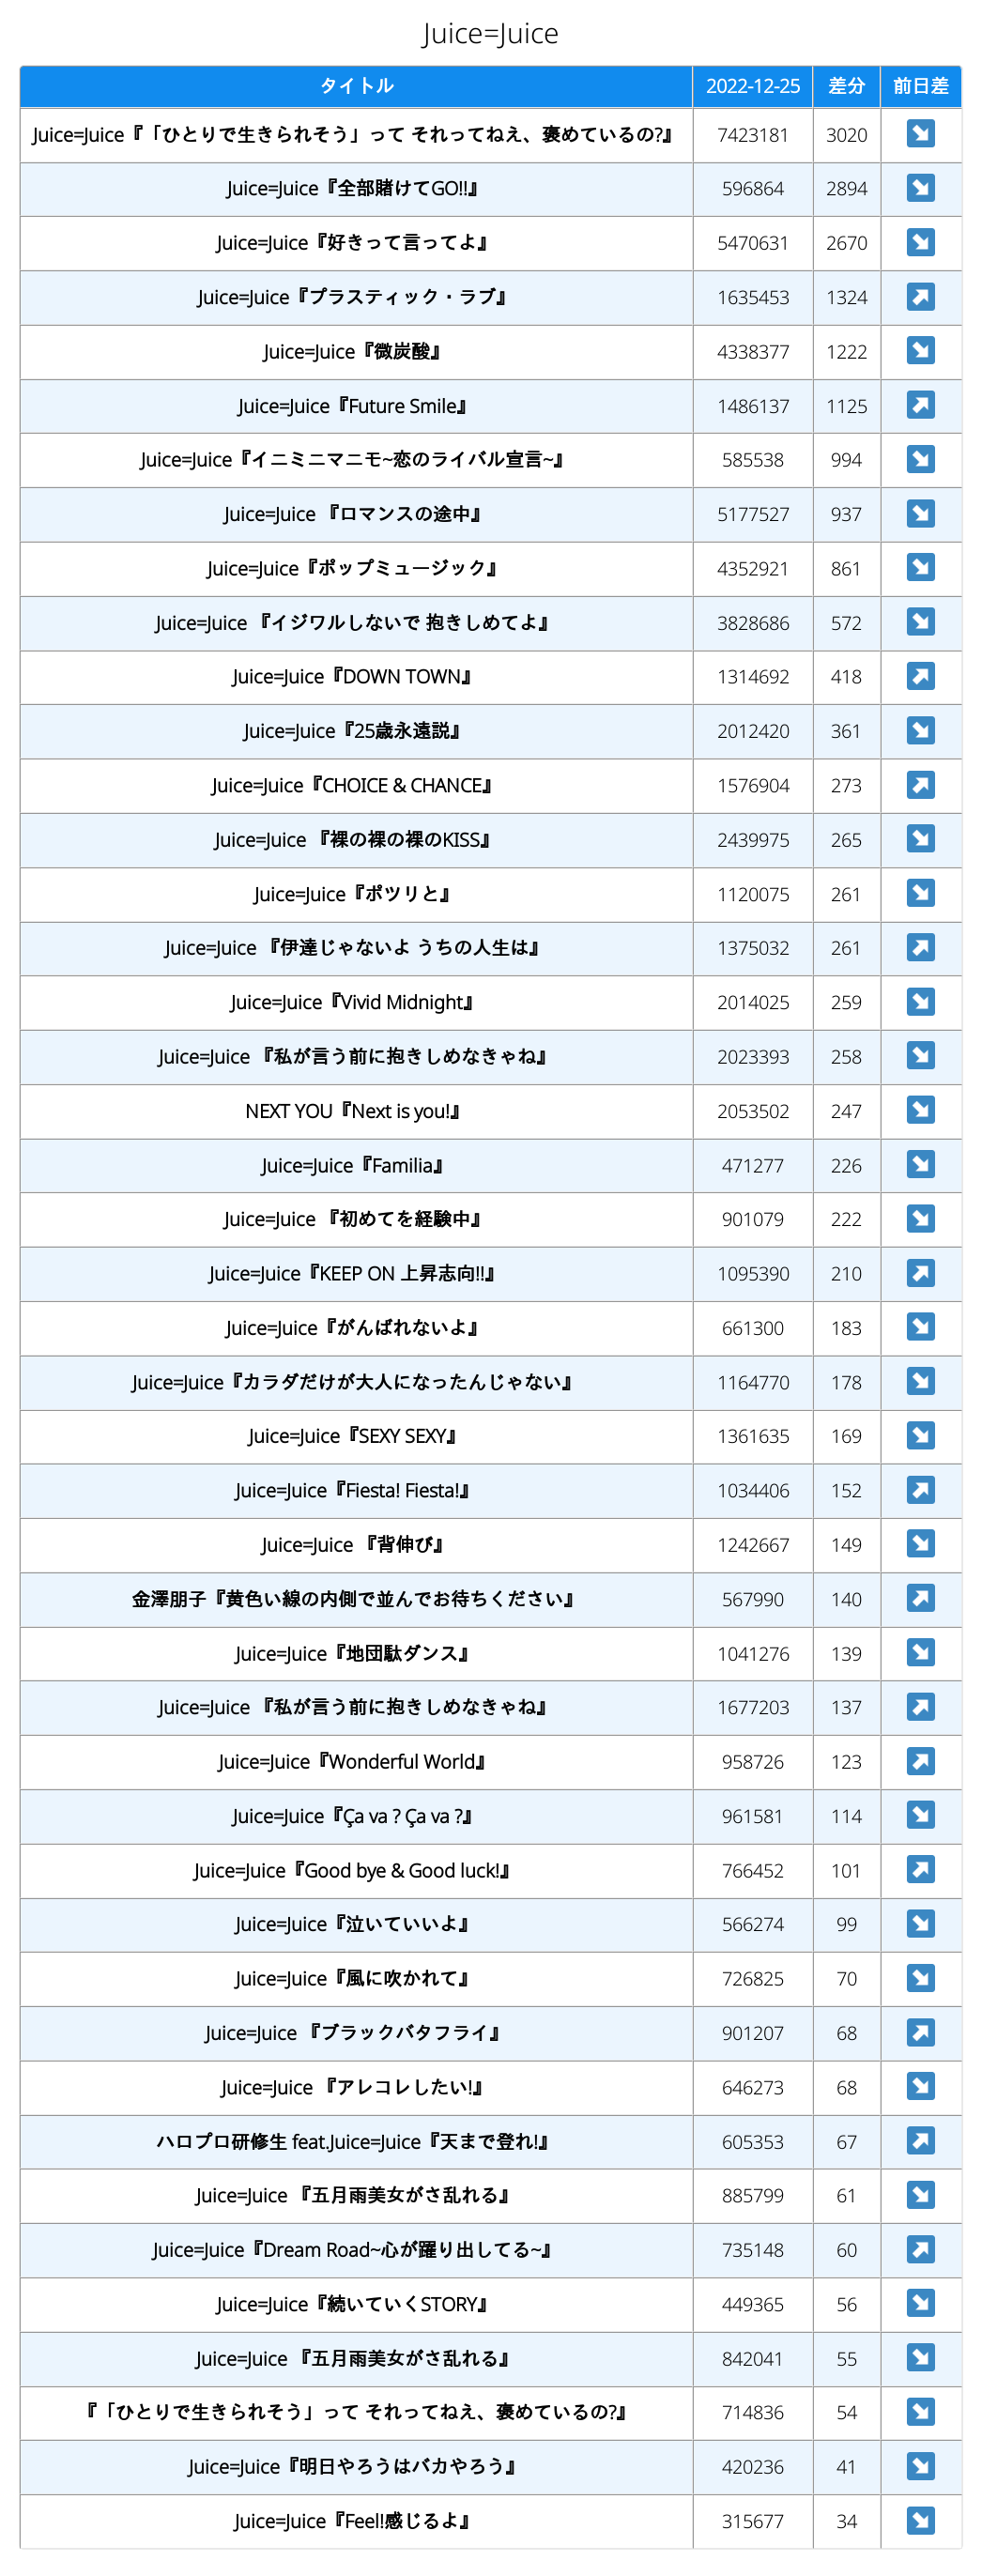 Juice=Juice
タイトル 2022-12-25 差分 前日差
Juice=Juice『「ひとりで生きられそう」って それってねえ、褒めているの?』 7423181 3020 ↘
Juice=Juice『全部賭けてGO!!』 596864 2894 ↘
Juice=Juice『好きって言ってよ』 5470631 2670 ↘
Juice=Juice『プラスティック・ラブ』 1635453 1324 ↗
Juice=Juice『微炭酸』 4338377 1222 ↘
Juice=Juice『Future Smile』 1486137 1125 ↗
Juice=Juice『イニミニマニモ~恋のライバル宣言~』 585538 994 ↘
Juice=Juice 『ロマンスの途中』 5177527 937 ↘
Juice=Juice『ポップミュージック』 4352921 861 ↘
Juice=Juice 『イジワルしないで 抱きしめてよ』 3828686 572 ↘
Juice=Juice『DOWN TOWN』 1314692 418 ↗
Juice=Juice『25歳永遠説』 2012420 361 ↘
Juice=Juice『CHOICE & CHANCE』 1576904 273 ↗
Juice=Juice 『裸の裸の裸のKISS』 2439975 265 ↘
Juice=Juice『ポツリと』 1120075 261 ↘
Juice=Juice 『伊達じゃないよ うちの人生は』 1375032 261 ↗
Juice=Juice『Vivid Midnight』 2014025 259 ↘
Juice=Juice 『私が言う前に抱きしめなきゃね』 2023393 258 ↘
NEXT YOU『Next is you!』 2053502 247 ↘
Juice=Juice『Familia』 471277 226 ↘
Juice=Juice 『初めてを経験中』 901079 222 ↘
Juice=Juice『KEEP ON 上昇志向!!』 1095390 210 ↗
Juice=Juice『がんばれないよ』 661300 183 ↘
Juice=Juice『カラダだけが大人になったんじゃない』 1164770 178 ↘
Juice=Juice『SEXY SEXY』 1361635 169 ↘
Juice=Juice『Fiesta! Fiesta!』 1034406 152 ↗
Juice=Juice 『背伸び』 1242667 149 ↘
金澤朋子『黄色い線の内側で並んでお待ちください』 567990 140 ↗
Juice=Juice『地団駄ダンス』 1041276 139 ↘
Juice=Juice 『私が言う前に抱きしめなきゃね』 1677203 137 ↗
Juice=Juice『Wonderful World』 958726 123 ↗
Juice=Juice『Ça va ? Ça va ?』 961581 114 ↘
Juice=Juice『Good bye & Good luck!』 766452 101 ↗
Juice=Juice『泣いていいよ』 566274 99 ↘
Juice=Juice『風に吹かれて』 726825 70 ↘
Juice=Juice 『ブラックバタフライ』 901207 68 ↗
Juice=Juice 『アレコレしたい!』 646273 68 ↘
ハロプロ研修生 feat.Juice=Juice『天まで登れ!』 605353 67 ↗
Juice=Juice 『五月雨美女がさ乱れる』 885799 61 ↘
Juice=Juice『Dream Road~心が躍り出してる~』 735148 60 ↗
Juice=Juice『続いていくSTORY』 449365 56 ↘
Juice=Juice 『五月雨美女がさ乱れる』 842041 55 ↘
『「ひとりで生きられそう」って それってねえ、褒めているの?』 714836 54 ↘
Juice=Juice『明日やろうはバカやろう』 420236 41 ↘
Juice=Juice『Feel!感じるよ』 315677 34 ↘